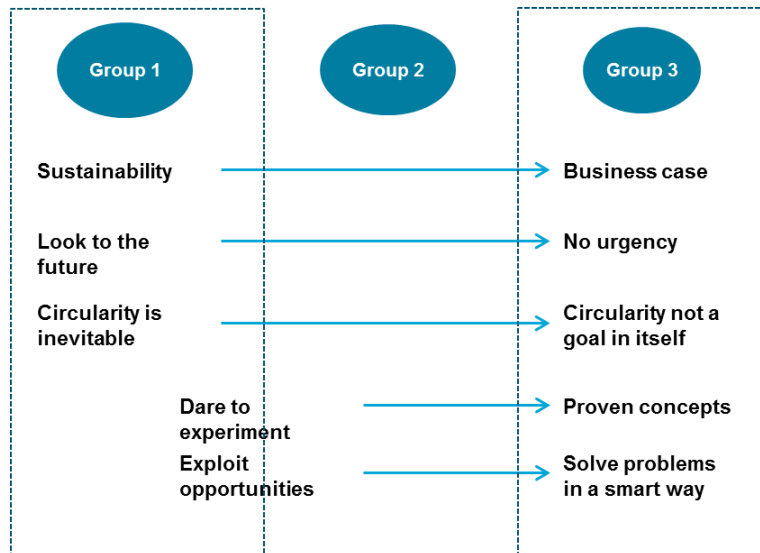 Group 1
Group 2
Group 3
Sustainability
Business case
Look to the
future
No urgency
Circularity is
inevitable
Circularity not a
goal in itself
Dare to
experiment
Proven concepts
Exploit
opportunities
Solve problems
in a smart way